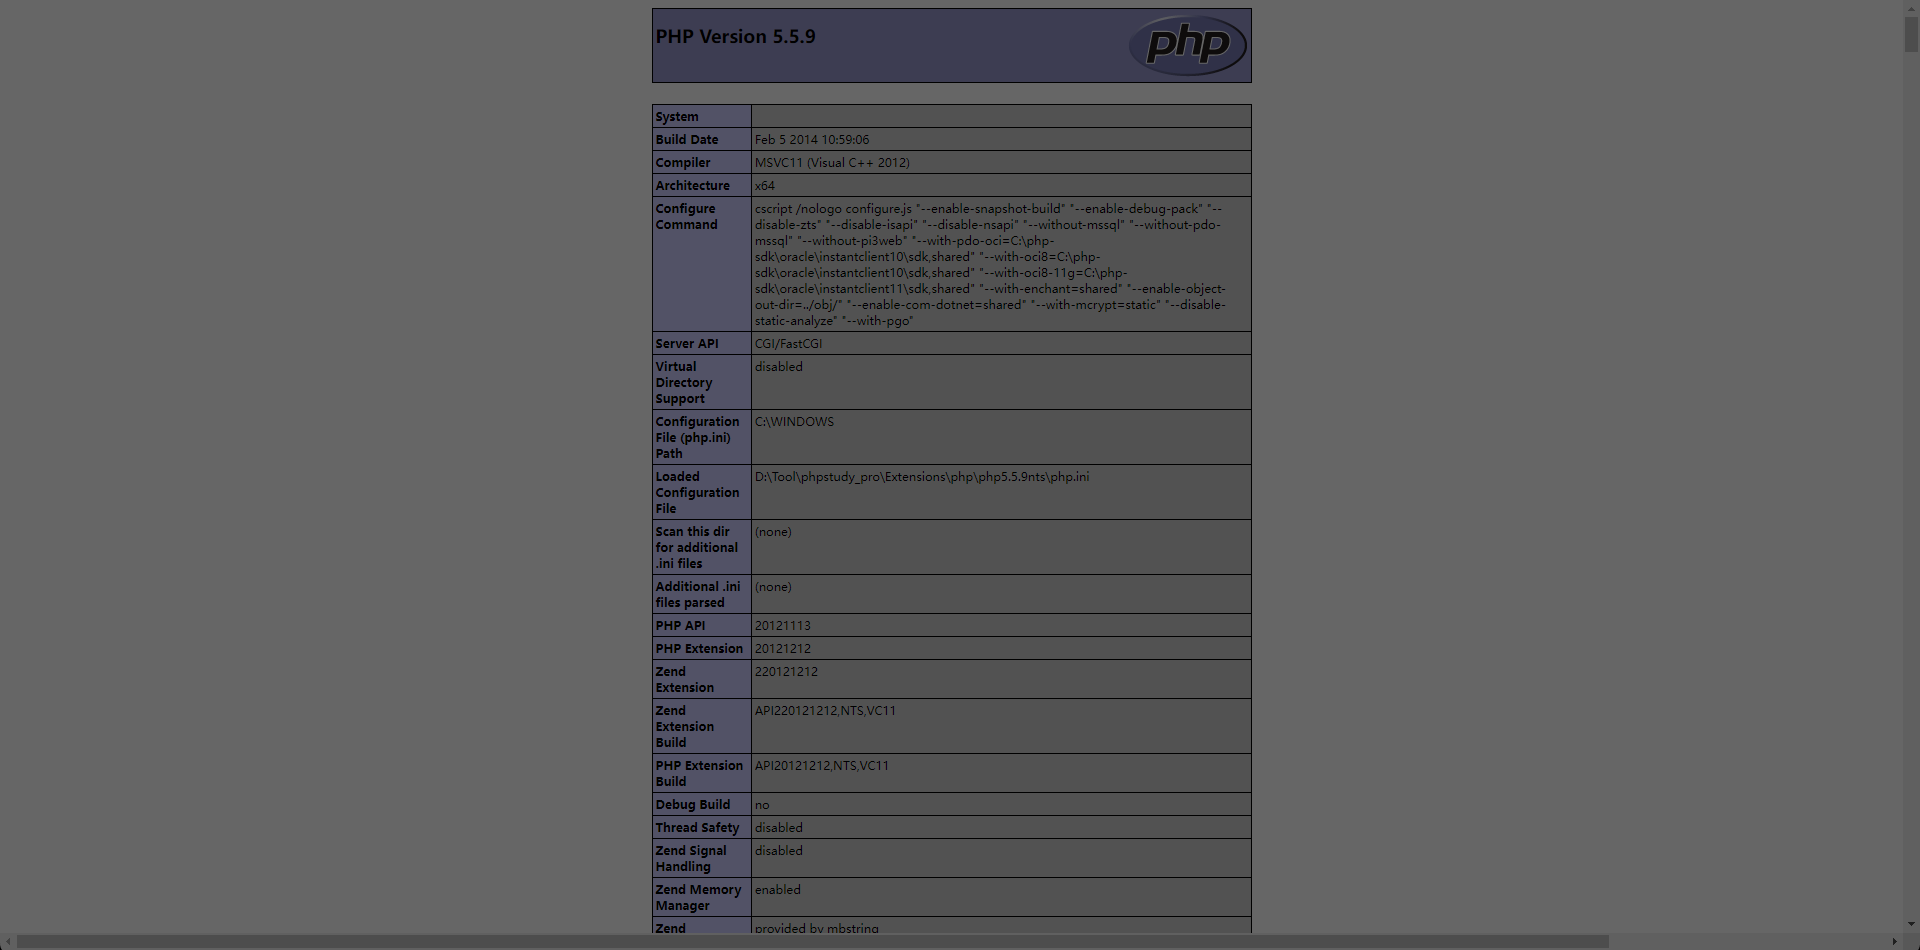 PHP Version 5.5.9
php
System
Build Date Feb 5 2014 10:59:06
Compiler MSVC11 (Visual C++ 2012)
Architecture x64
Configure cscript /nologo configure.js "--enable-snapshot-build" "--enable-debug-pack" "--
Command disable-zts" "--disable-isapi" "--disable-nsapi" "--without-mssql" "--without-pdo-
mssql" "--without-pi3web" "--with-pdo-oci=C:\php-
sdk\oracle\instantclient10\sdk,shared" "--with-oci8=C:\php-
sdk\oracle\instantclient10\sdk,shared" "--with-oci8-11g=C:\php-
sdk\oracle\instantclient11\sdk,shared" "--with-enchant=shared" "--enable-object-
out-dir=../obj/" "--enable-com-dotnet=shared" "--with-mcrypt=static" "--disable-
static-analyze" "--with-pgo"
Server API CGI/FastCGI
Virtual disabled
Directory
Support
Configuration C:\WINDOWS
File (php.ini)
Path
Loaded D:\Tool\phpstudy_pro\Extensions\php\php5.5.9nts\php.ini
Configuration
File
Scan this dir (none)
for additional
.ini files
Additional .ini (none)
files parsed
PHP API 20121113
PHP Extension 20121212
Zend 220121212
Extension
Zend API220121212,NTS,VC11
Extension
Build
PHP Extension API20121212,NTS,VC11
Build
Debug Build no
Thread Safety disabled
Zend Signal disabled
Handling
Zend Memory enabled
Manager
Zend provided by mbstring